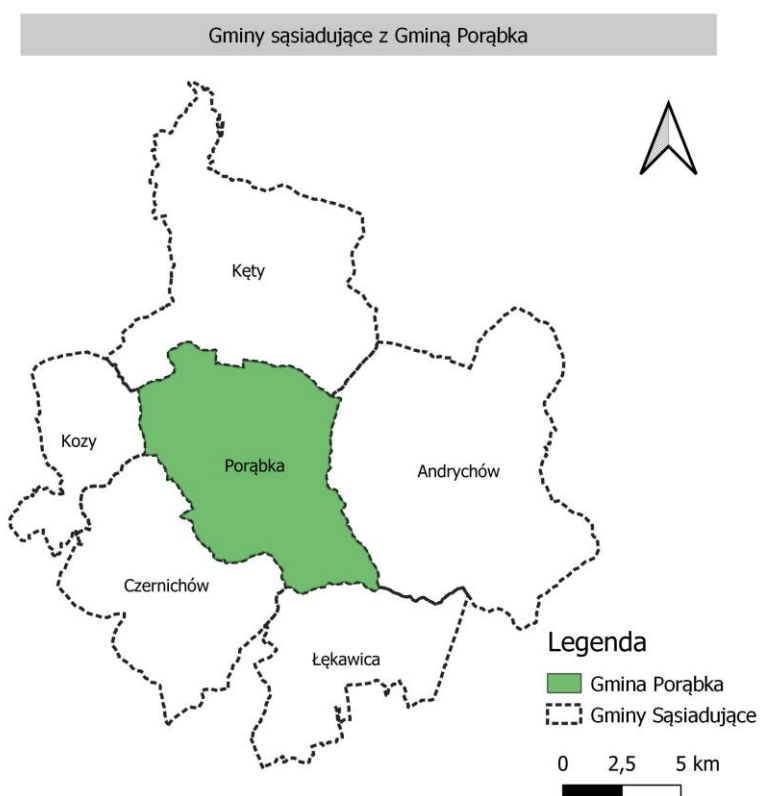 Gminy sąsiadujące z Gminą Porąbka
Kęty
Kozy
Porąbka
Andrychów
Czernichów
Łękawica
Legenda
Gmina Porąbka
Gminy Sąsiadujące
0 2,5 5 km